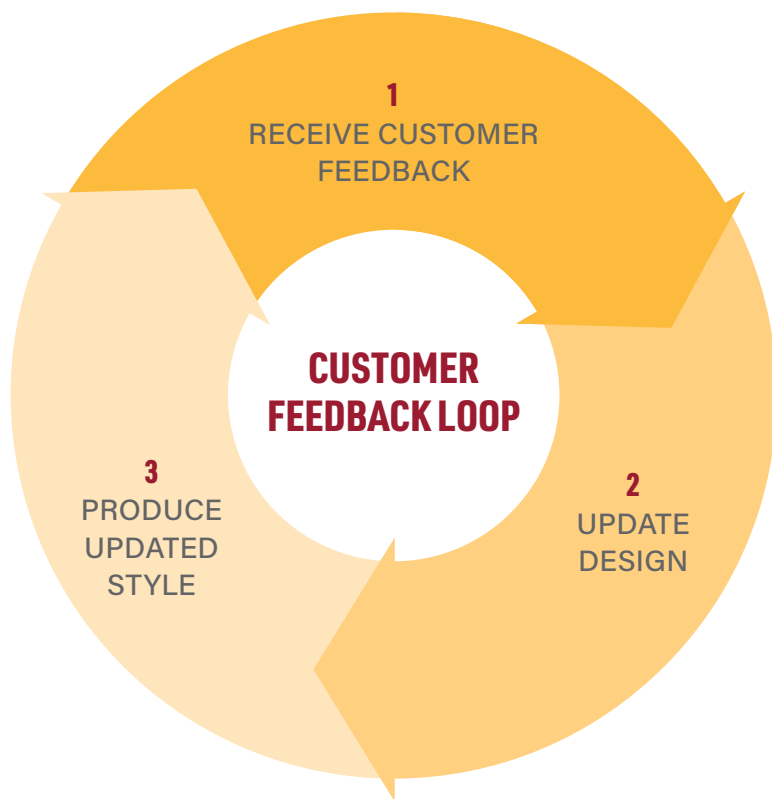 1
RECEIVE CUSTOMER
FEEDBACK
CUSTOMER
FEEDBACK LOOP
2
UPDATE
DESIGN
3
PRODUCE
UPDATED
STYLE